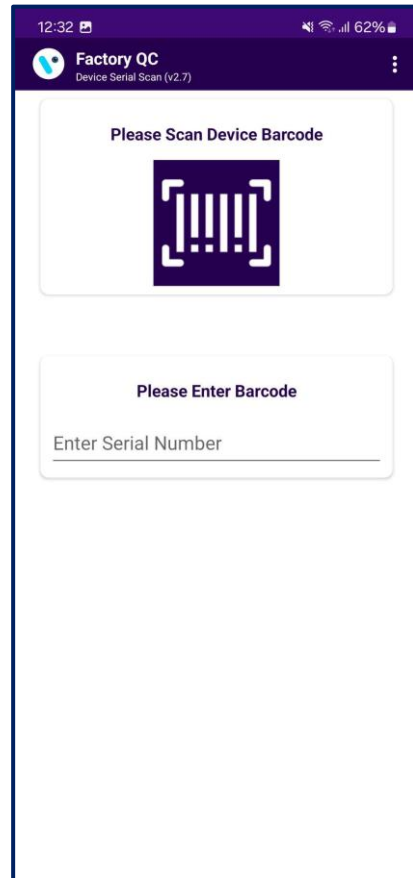 12:32 62%
Factory QC
Device Serial Scan (v2.7)
Please Scan Device Barcode
Please Enter Barcode
Enter Serial Number